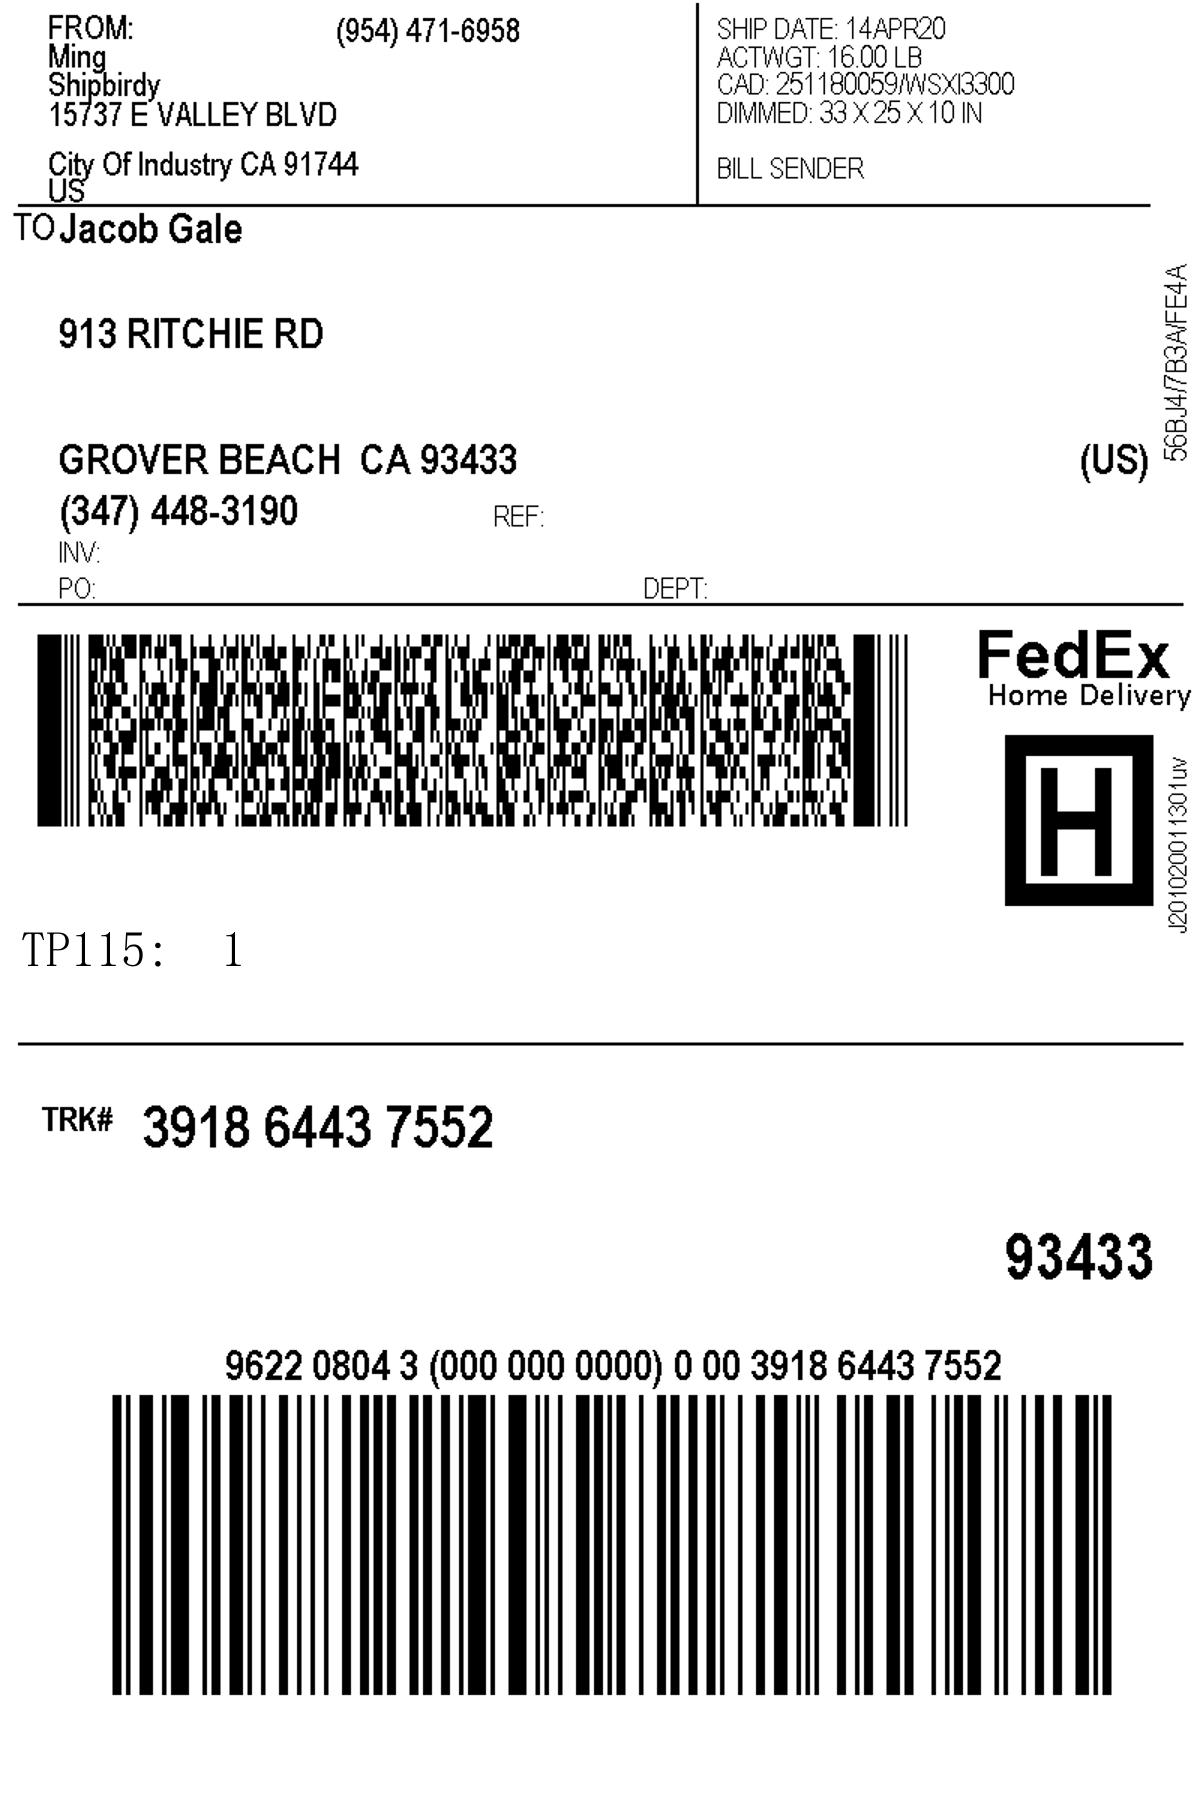 FROM: (954) 471-6958
Ming
Shipbirdy
15737 E VALLEY BLVD
City Of Industry CA 91744
US
SHIP DATE: 14APR20
ACTWGT: 16.00 LB
CAD: 251180059/WSXI3300
DIMMED: 33 X 25 X 10 IN
BILL SENDER
TO Jacob Gale
913 RITCHIE RD
GROVER BEACH CA 93433 (US)
(347) 448-3190 REF:
INV:
PO: DEPT:
56BJ4/7B3A/FE4A
FedEx
Home Delivery
H
J201020011301uv
TP115: 1
TRK# 3918 6443 7552
93433
9622 0804 3 (000 000 0000) 0 00 3918 6443 7552